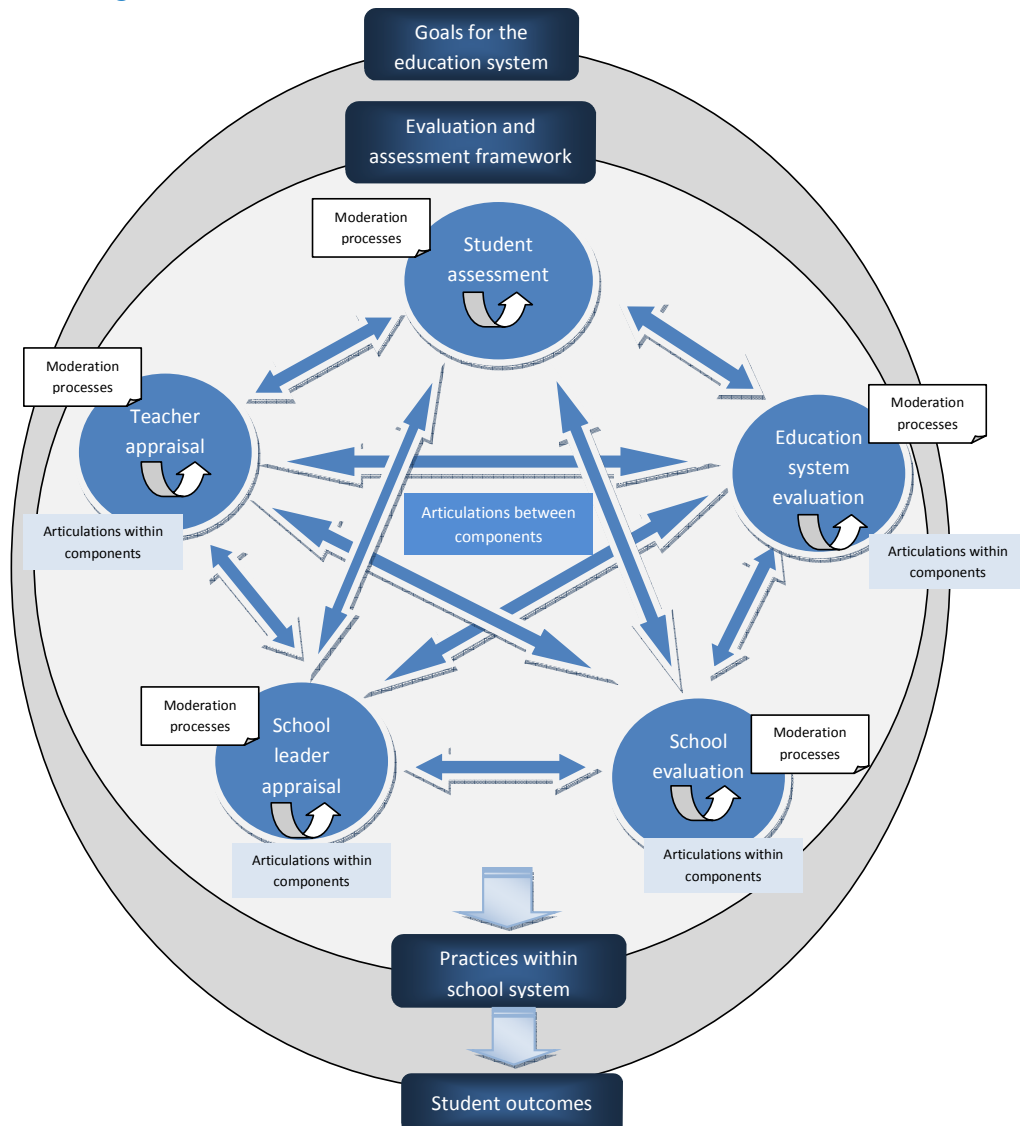 Goals for the
education system
Evaluation and
assessment framework
Moderation
processes
Student
assessment
Moderation
processes
Teacher
appraisal
Articulations within
components
Moderation
processes
Education
system
evaluation
Articulations within
components
Articulations between
components
Moderation
processes
School
leader
appraisal
Articulations within
components
Moderation
processes
School
evaluation
Articulations within
components
Practices within
school system
Student outcomes